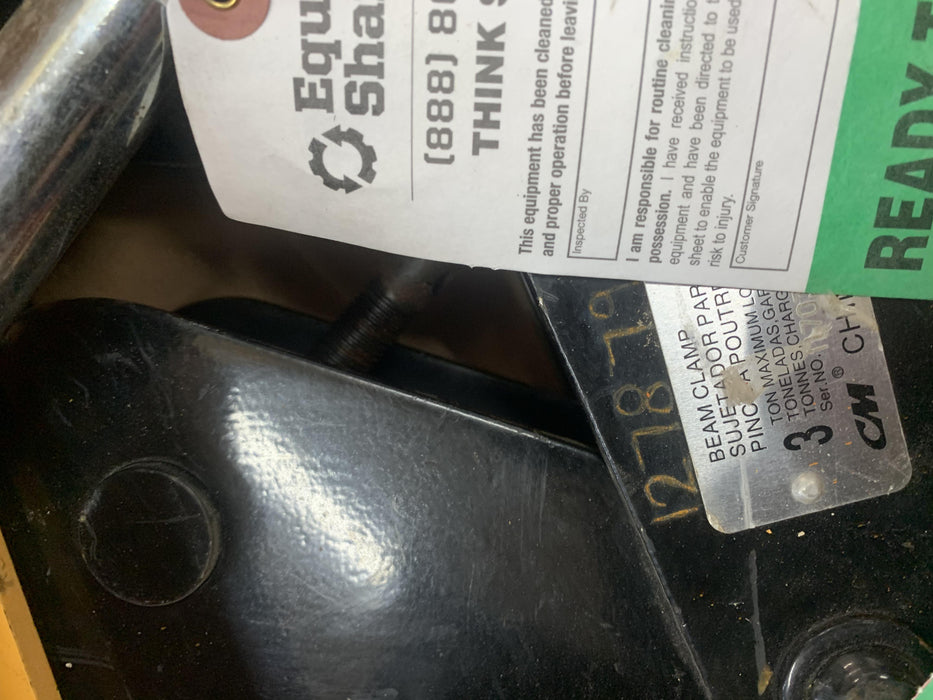 Equ
Sha
(888) 8
THINK S
This equipment has been cleaned
and proper operation before leavi
Inspected By
I am responsible for routine cleanin
possession. I have received instructio
equipment and have been directed to t
sheet to enable the equipment to be used
risk to injury.
Customer Signature
READY T
1278879
BEAM CLAMP
SUJETADOR PAR
PINC A POUTR
TON MAXIMUM LO
TONELADAS, GAR
3 TONNES CHARG
Ser. NO.
CM® CH